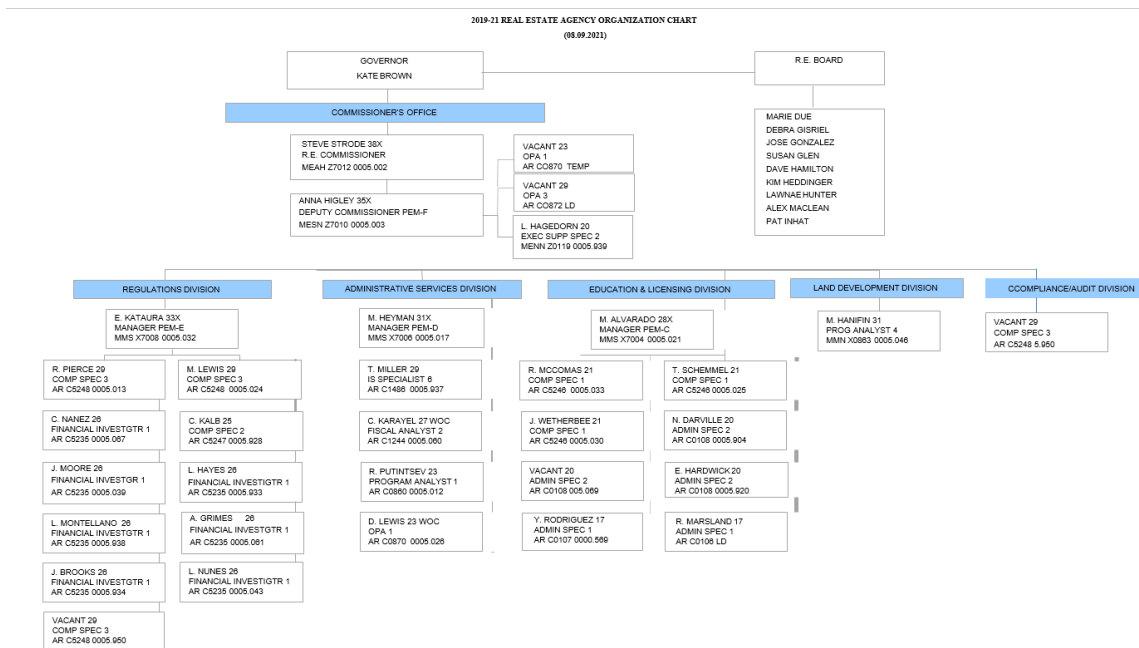 2019-21 REAL ESTATE AGENCY ORGANIZATION CHART
(08.09.2021)
GOVERNOR
KATE BROWN
R.E. BOARD
COMMISSIONER'S OFFICE
MARIE DUE
DEBRA GISRIEL
JOSE GONZALEZ
SUSAN GLEN
DAVE HAMILTON
KIM HEDDINGER
LAWNAE HUNTER
ALEX MACLEAN
PAT INHAT
STEVE STRODE 38X
R.E. COMMISSIONER
MEAH Z7012 0005.002
VACANT 23
OPA 1
AR CO870 TEMP
VACANT 29
OPA 3
AR CO872 LD
ANNA HIGLEY 35X
DEPUTY COMMISSIONER PEM-F
MESN Z7010 0005.003
L. HAGEDORN 20
EXEC SUPP SPEC 2
MENN Z0119 0005.939
REGULATIONS DIVISION
ADMINISTRATIVE SERVICES DIVISION
EDUCATION & LICENSING DIVISION
LAND DEVELOPMENT DIVISION
CCOMPLIANCE/AUDIT DIVISION
E. KATAURA 33X
MANAGER PEM-E
MMS X7008 0005.032
M. HEYMAN 31X
MANAGER PEM-D
MMS X7006 0005.017
M. ALVARADO 28X
MANAGER PEM-C
MMS X7004 0005.021
M. HANIFIN 31
PROG ANALYST 4
MMN X0863 0005.046
VACANT 29
COMP SPEC 3
AR C5248 5.950
R. PIERCE 29
COMP SPEC 3
AR C5248 0005.013
M. LEWIS 29
COMP SPEC 3
AR C5248 0005.024
T. MILLER 29
IS SPECIALIST 6
AR C1486 0005.937
R. MCCOMAS 21
COMP SPEC 1
AR C5246 0005.033
T. SCHEMMEL 21
COMP SPEC 1
AR C5246 0005.025
C. NANEZ 26
FINANCIAL INVESTGTR 1
AR C5235 0005.067
C. KALB 25
COMP SPEC 2
AR C5247 0005.928
C. KARAYEL 27 WOC
FISCAL ANALYST 2
AR C1244 0005.060
J. WETHERBEE 21
COMP SPEC 1
AR C5246 0005.030
N. DARVILLE 20
ADMIN SPEC 2
AR C0108 0005.904
J. MOORE 26
FINANCIAL INVESTGR 1
AR C5235 0005.039
L. HAYES 26
FINANCIAL INVESTIGTR 1
AR C5235 0005.933
R. PUTINTSEV 23
PROGRAM ANALYST 1
AR C0860 0005.012
VACANT 20
ADMIN SPEC 2
AR C0108 005.069
E. HARDWICK 20
ADMIN SPEC 2
AR C0108 0005.920
L. MONTELLANO 26
FINANCIAL INVESTGTR 1
AR C5235 0005.938
A. GRIMES 26
FINANCIAL INVESTGTR 1
AR C5235 0005.061
D. LEWIS 23 WOC
OPA 1
AR C0870 0005.026
Y. RODRIGUEZ 17
ADMIN SPEC 1
AR C0107 0000.569
R. MARSLAND 17
ADMIN SPEC 1
AR C0106 LD
J. BROOKS 26
FINANCIAL INVESTGTR 1
AR C5235 0005.934
L. NUNES 26
FINANCIAL INVESTIGTR 1
AR C5235 0005.043
VACANT 29
COMP SPEC 3
AR C5248 0005.950